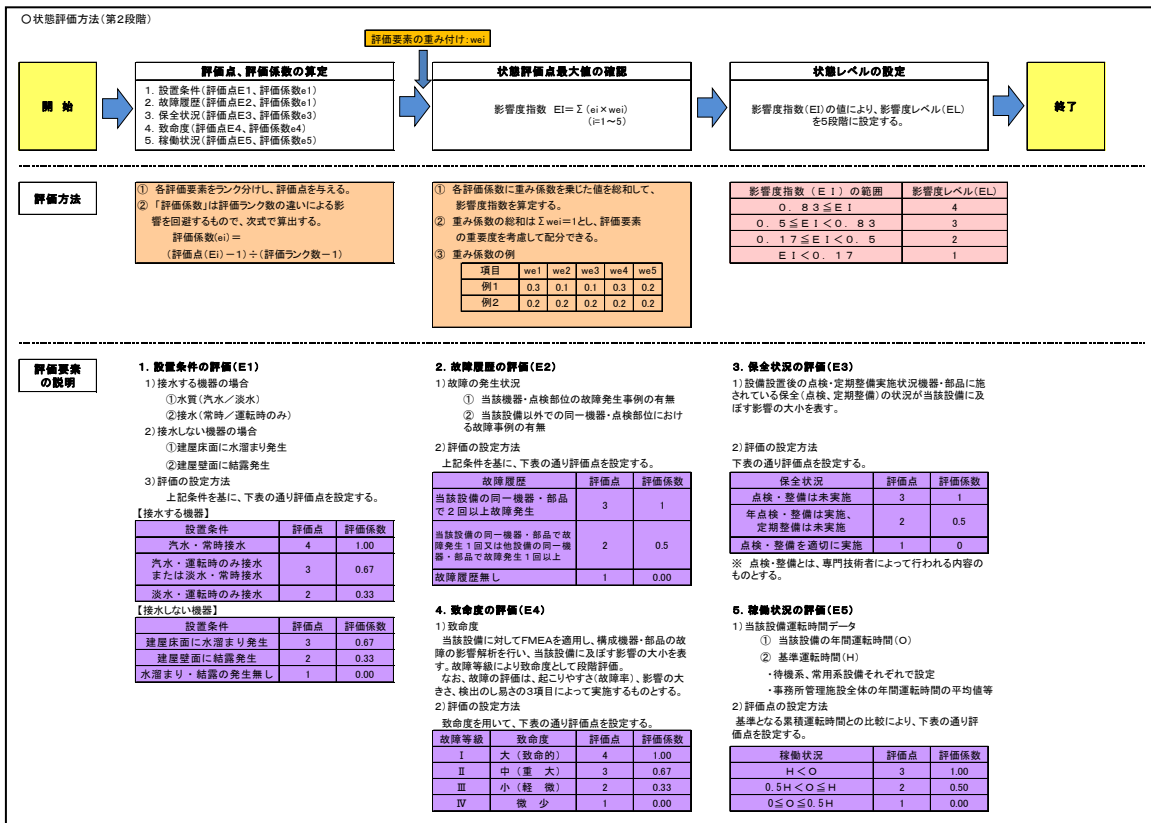 〇状態評価方法(第2段階)
評価要素の重み付け:wei
開 始
評価点、評価係数の算定
1. 設置条件(評価点E1、評価係数e1)
2. 故障履歴(評価点E2、評価係数e1)
3. 保全状況(評価点E3、評価係数e3)
4. 致命度(評価点E4、評価係数e4)
5. 稼働状況(評価点E5、評価係数e5)
状態評価点最大値の確認
影響度指数 EI=Σ(ei×wei)
(i=1~5)
状態レベルの設定
影響度指数(EI)の値により、影響度レベル(EL)
を5段階に設定する。
終了
評価方法
① 各評価要素をランク分けし、評価点を与える。
② 「評価係数」は評価ランク数の違いによる影
響を回避するもので、次式で算出する。
評価係数(ei)=
(評価点(Ei)-1)÷(評価ランク数-1)
① 各評価係数に重み係数を乗じた値を総和して、
影響度指数を算定する。
② 重み係数の総和はΣwei=1とし、評価要素
の重要度を考慮して配分できる。
③ 重み係数の例
項目 we1 we2 we3 we4 we5
例1 0.3 0.1 0.1 0.3 0.2
例2 0.2 0.2 0.2 0.2 0.2
影響度指数(EI)の範囲 影響度レベル(EL)
0.83≦EI 4
0.5≦EI<0.83 3
0.17≦EI<0.5 2
EI<0.17 1
評価要素
の説明
1. 設置条件の評価(E1)
1)接水する機器の場合
①水質(汽水/淡水)
②接水(常時/運転時のみ)
2)接水しない機器の場合
①建屋床面に水溜まり発生
②建屋壁面に結露発生
3)評価の設定方法
上記条件を基に、下表の通り評価点を設定する。
【接水する機器】
設置条件 評価点 評価係数
汽水・常時接水 4 1.00
汽水・運転時のみ接水
または淡水・常時接水 3 0.67
淡水・運転時のみ接水 2 0.33
【接水しない機器】
設置条件 評価点 評価係数
建屋床面に水溜まり発生 3 0.67
建屋壁面に結露発生 2 0.33
水溜まり・結露の発生無し 1 0.00
2. 故障履歴の評価(E2)
1)故障の発生状況
① 当該機器・点検部位の故障発生事例の有無
② 当該設備以外での同一機器・点検部位におけ
る故障事例の有無
2)評価の設定方法
上記条件を基に、下表の通り評価点を設定する。
故障履歴 評価点 評価係数
当該設備の同一機器・部品
で2回以上故障発生 3 1
当該設備の同一機器・部品で故
障発生1回又は他設備の同一機
器・部品で故障発生1回以上 2 0.5
故障履歴無し 1 0.00
3. 保全状況の評価(E3)
1)設備設置後の点検・定期整備実施状況機器・部品に施
されている保全(点検、定期整備)の状況が当該設備に及
ぼす影響の大小を表す。
2)評価の設定方法
下表の通り評価点を設定する。
保全状況 評価点 評価係数
点検・整備は未実施 3 1
年点検・整備は実施、
定期整備は未実施 2 0.5
点検・整備を適切に実施 1 0
※ 点検・整備とは、専門技術者によって行われる内容の
ものとする。
4. 致命度の評価(E4)
1)致命度
当該設備に対してFMEAを適用し、構成機器・部品の故
障の影響解析を行い、当該設備に及ぼす影響の大小を表
す。故障等級により致命度として段階評価。
なお、故障の評価は、起こりやすさ(故障率)、影響の大
きさ、検出のし易さの3項目によって実施するものとする。
2)評価の設定方法
致命度を用いて、下表の通り評価点を設定する。
故障等級 致命度 評価点 評価係数
Ⅰ 大(致命的) 4 1.00
Ⅱ 中(重 大) 3 0.67
Ⅲ 小(軽 微) 2 0.33
Ⅳ 微 少 1 0.00
5. 稼働状況の評価(E5)
1)当該設備運転時間データ
① 当該設備の年間運転時間(O)
② 基準運転時間(H)
・待機系、常用系設備それぞれで設定
・事務所管理施設全体の年間運転時間の平均値等
2)評価点の設定方法
基準となる累積運転時間との比較により、下表の通り評
価点を設定する。
稼働状況 評価点 評価係数
H<O 3 1.00
0.5H<O≦H 2 0.50
0≦O≦0.5H 1 0.00